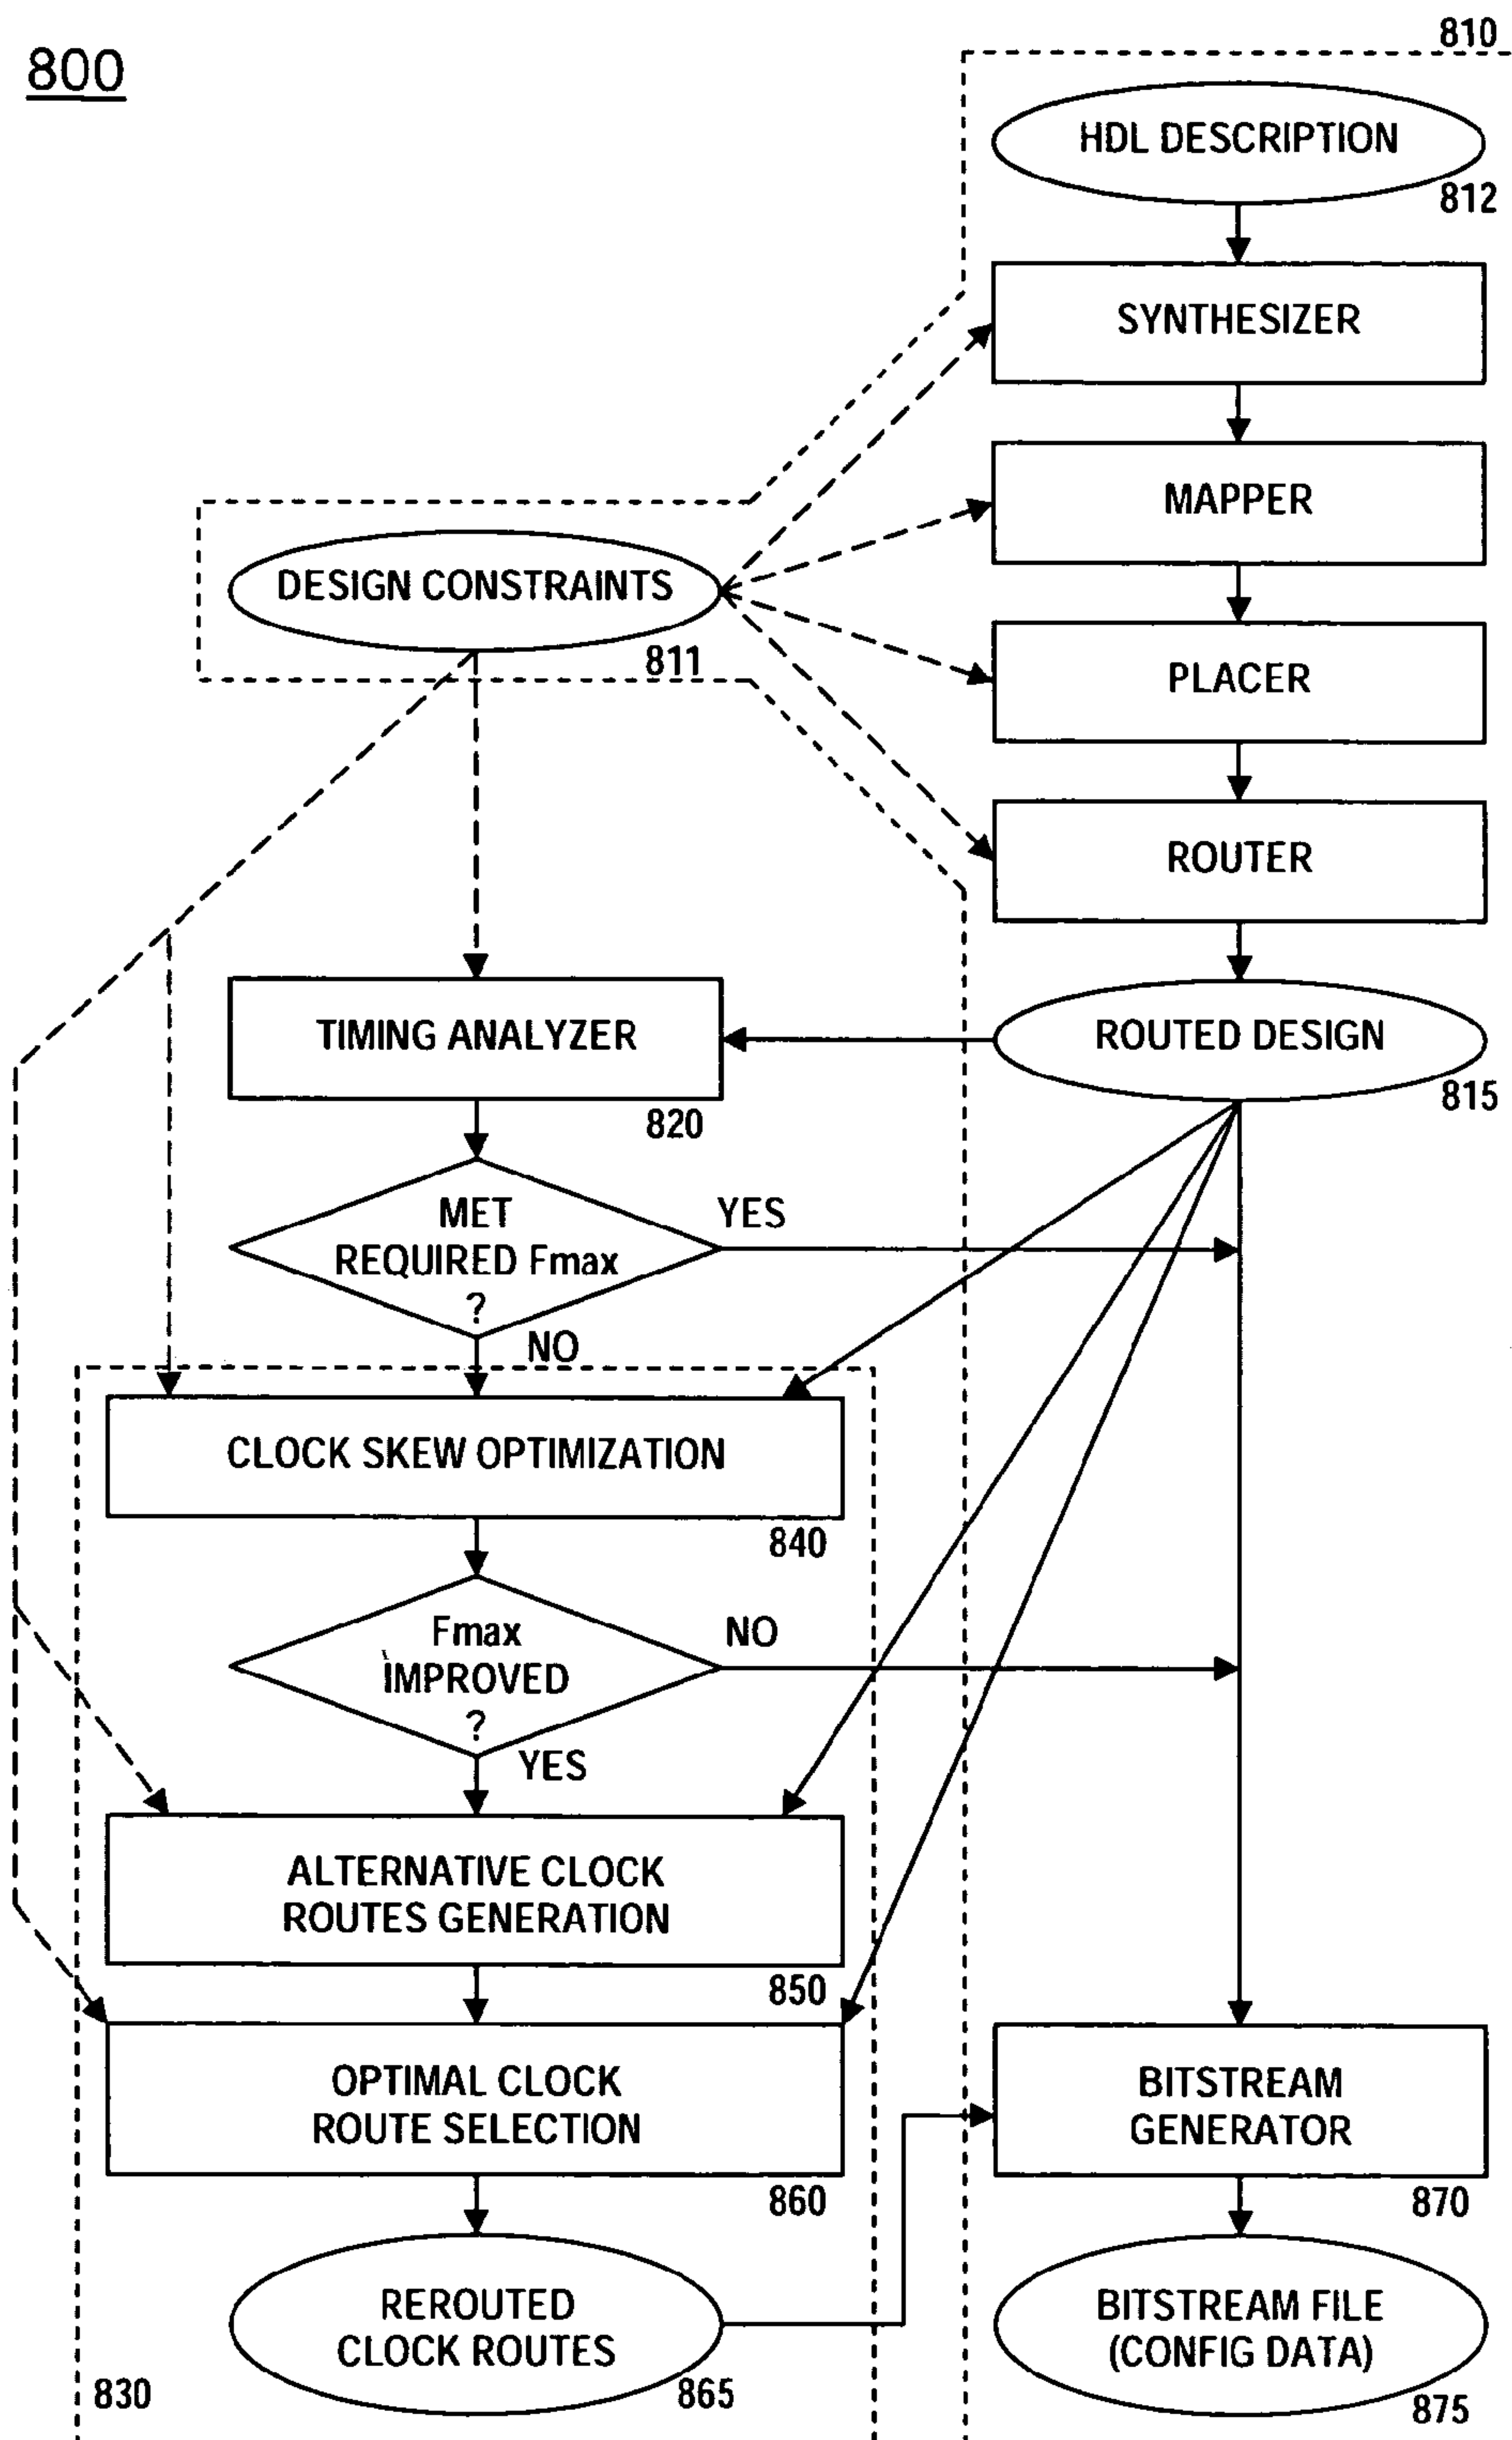 800
810
HDL DESCRIPTION
812
SYNTHESIZER
MAPPER
DESIGN CONSTRAINTS
811
PLACER
ROUTER
TIMING ANALYZER
820
ROUTED DESIGN
815
MET
REQUIRED Fmax
?
YES
NO
CLOCK SKEW OPTIMIZATION
840
Fmax
IMPROVED
?
NO
YES
ALTERNATIVE CLOCK
ROUTES GENERATION
850
OPTIMAL CLOCK
ROUTE SELECTION
860
BITSTREAM
GENERATOR
870
REROUTED
CLOCK ROUTES
865
830
BITSTREAM FILE
(CONFIG DATA)
875